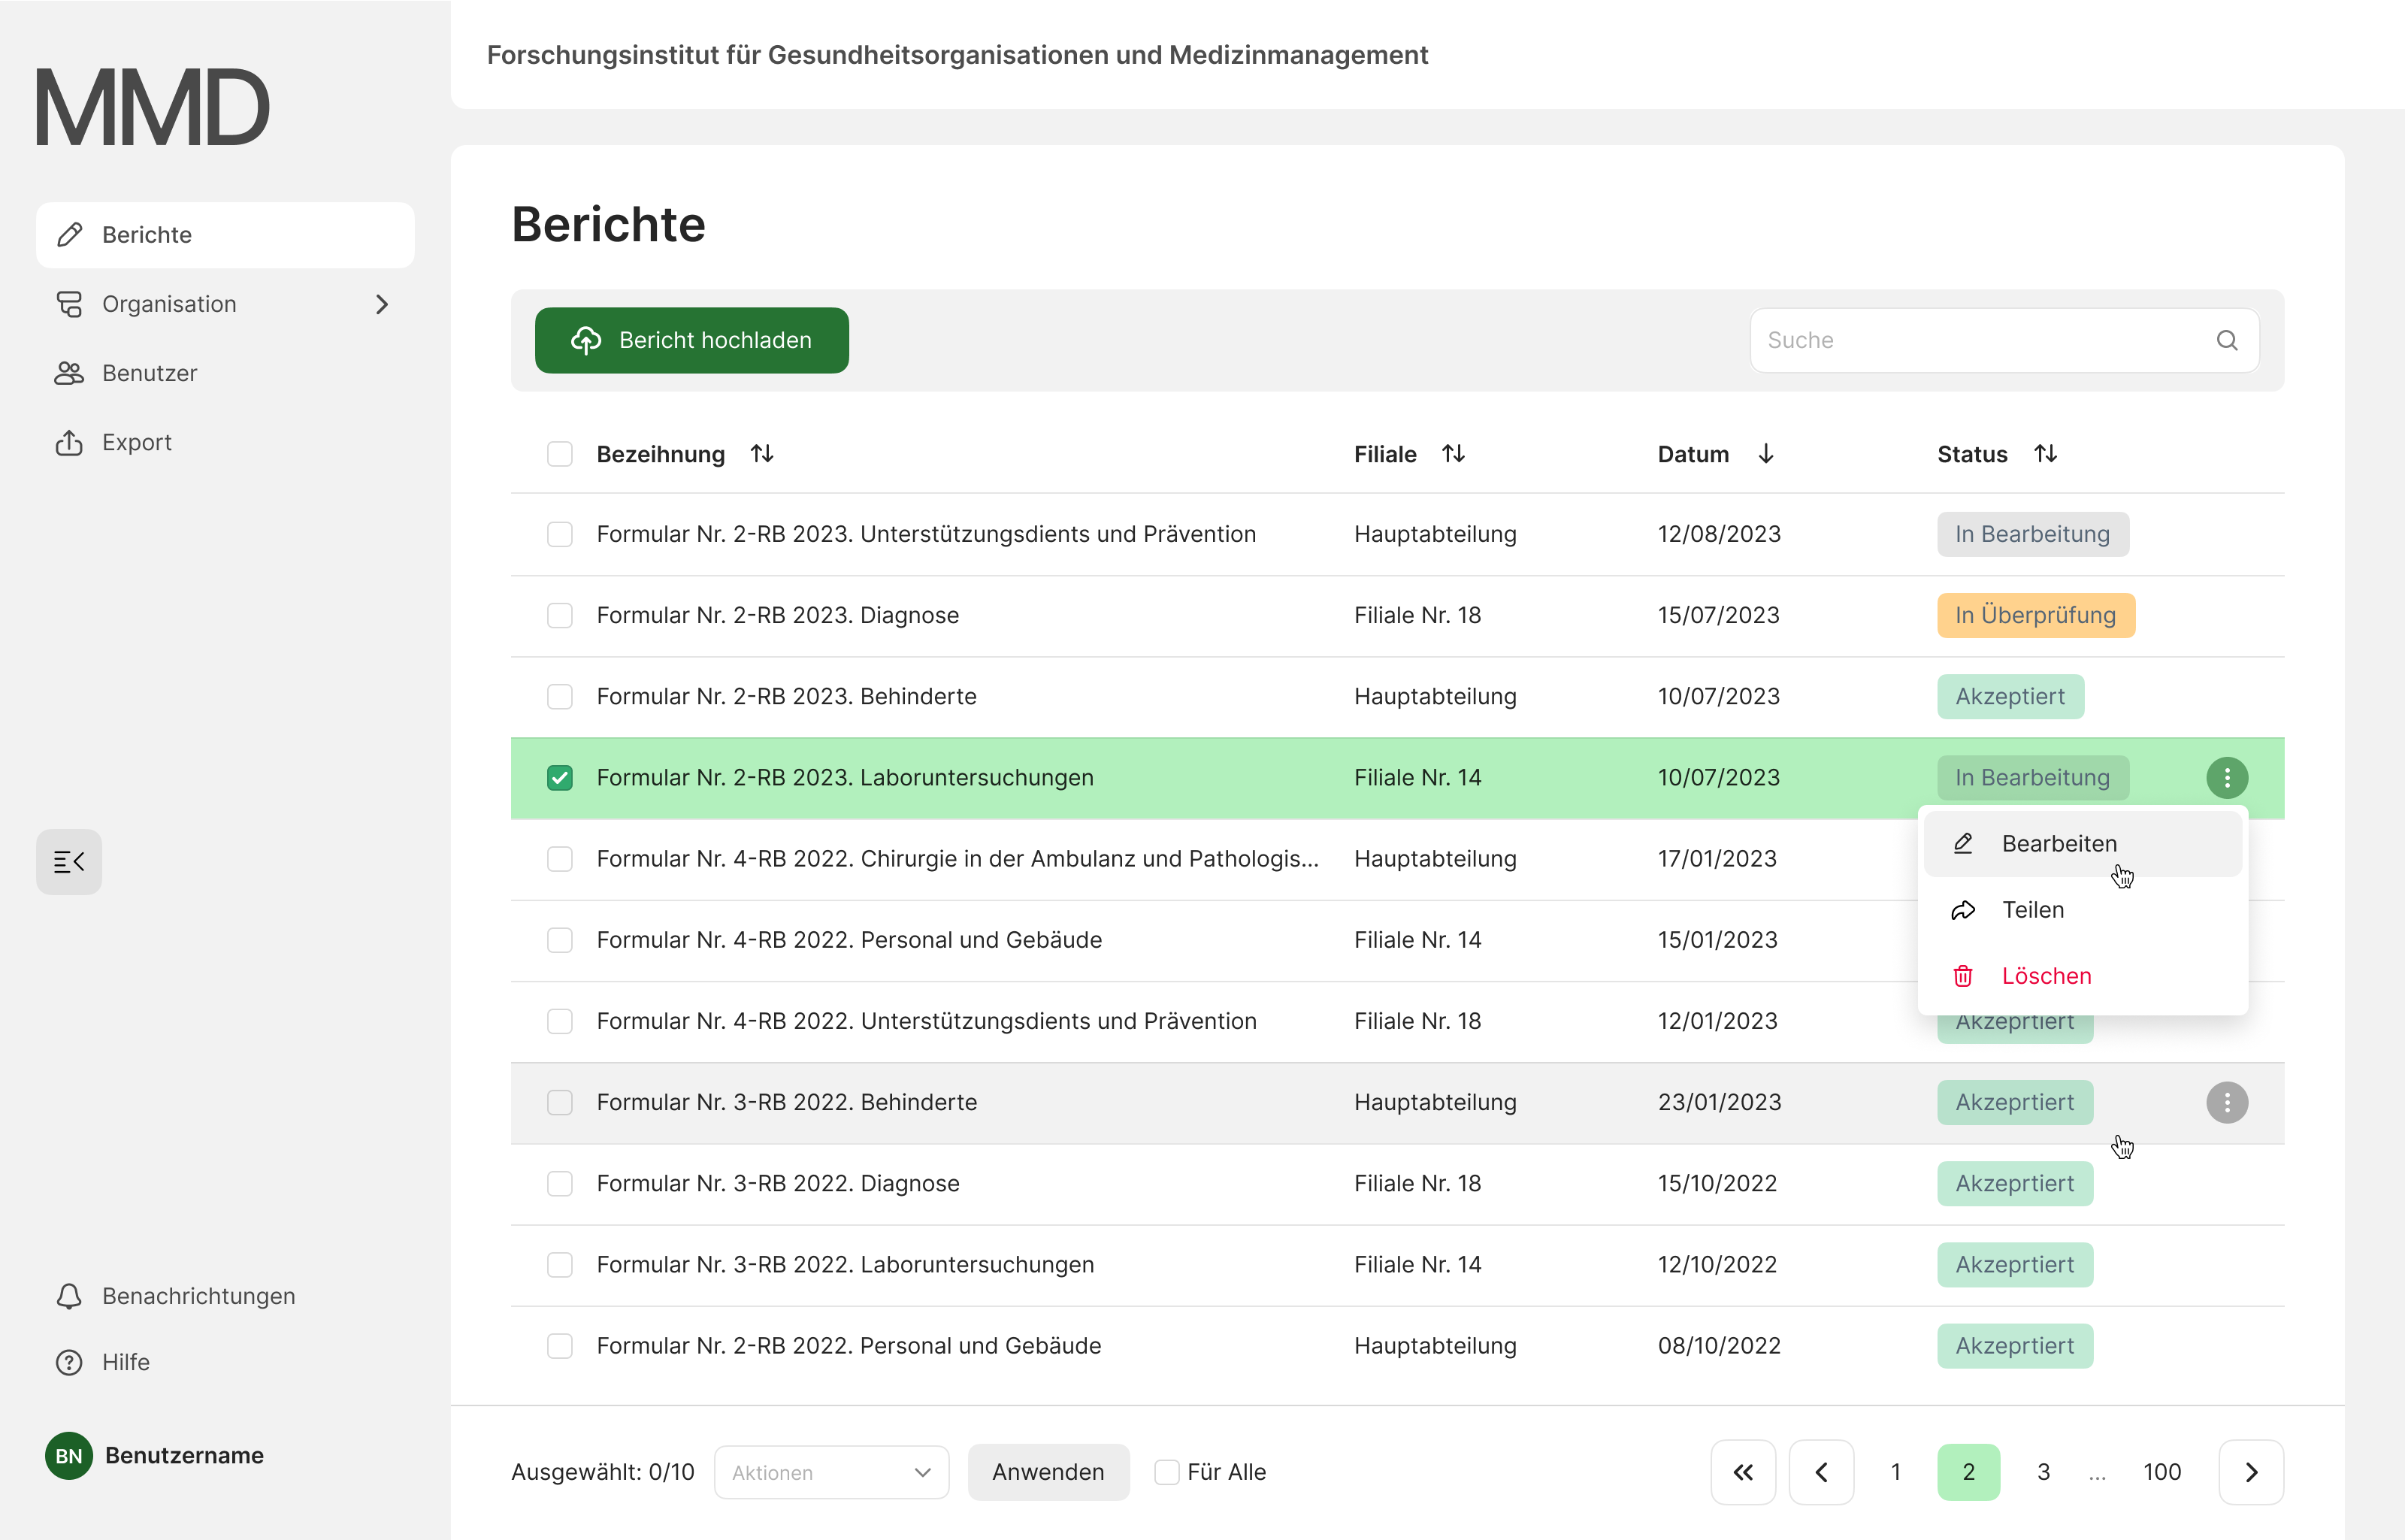 MMD
Forschungsinstitut für Gesundheitsorganisationen und Medizinmanagement
Berichte
Organisation
Benutzer
Export
Benachrichtungen
Hilfe
BN Benutzername
Berichte
Bericht hochladen
Suche
Bezeihnung Filiale Datum Status
Formular Nr. 2-RB 2023. Unterstützungsdients und Prävention Hauptabteilung 12/08/2023 In Bearbeitung
Formular Nr. 2-RB 2023. Diagnose Filiale Nr. 18 15/07/2023 In Überprüfung
Formular Nr. 2-RB 2023. Behinderte Hauptabteilung 10/07/2023 Akzeptiert
Formular Nr. 2-RB 2023. Laboruntersuchungen Filiale Nr. 14 10/07/2023 In Bearbeitung
Formular Nr. 4-RB 2022. Chirurgie in der Ambulanz und Pathologis... Hauptabteilung 17/01/2023
Formular Nr. 4-RB 2022. Personal und Gebäude Filiale Nr. 14 15/01/2023
Formular Nr. 4-RB 2022. Unterstützungsdients und Prävention Filiale Nr. 18 12/01/2023 Akzeprtiert
Formular Nr. 3-RB 2022. Behinderte Hauptabteilung 23/01/2023 Akzeprtiert
Formular Nr. 3-RB 2022. Diagnose Filiale Nr. 18 15/10/2022 Akzeprtiert
Formular Nr. 3-RB 2022. Laboruntersuchungen Filiale Nr. 14 12/10/2022 Akzeprtiert
Formular Nr. 2-RB 2022. Personal und Gebäude Hauptabteilung 08/10/2022 Akzeprtiert
Bearbeiten
Teilen
Löschen
Ausgewählt: 0/10 Aktionen Anwenden Für Alle 1 2 3 ... 100